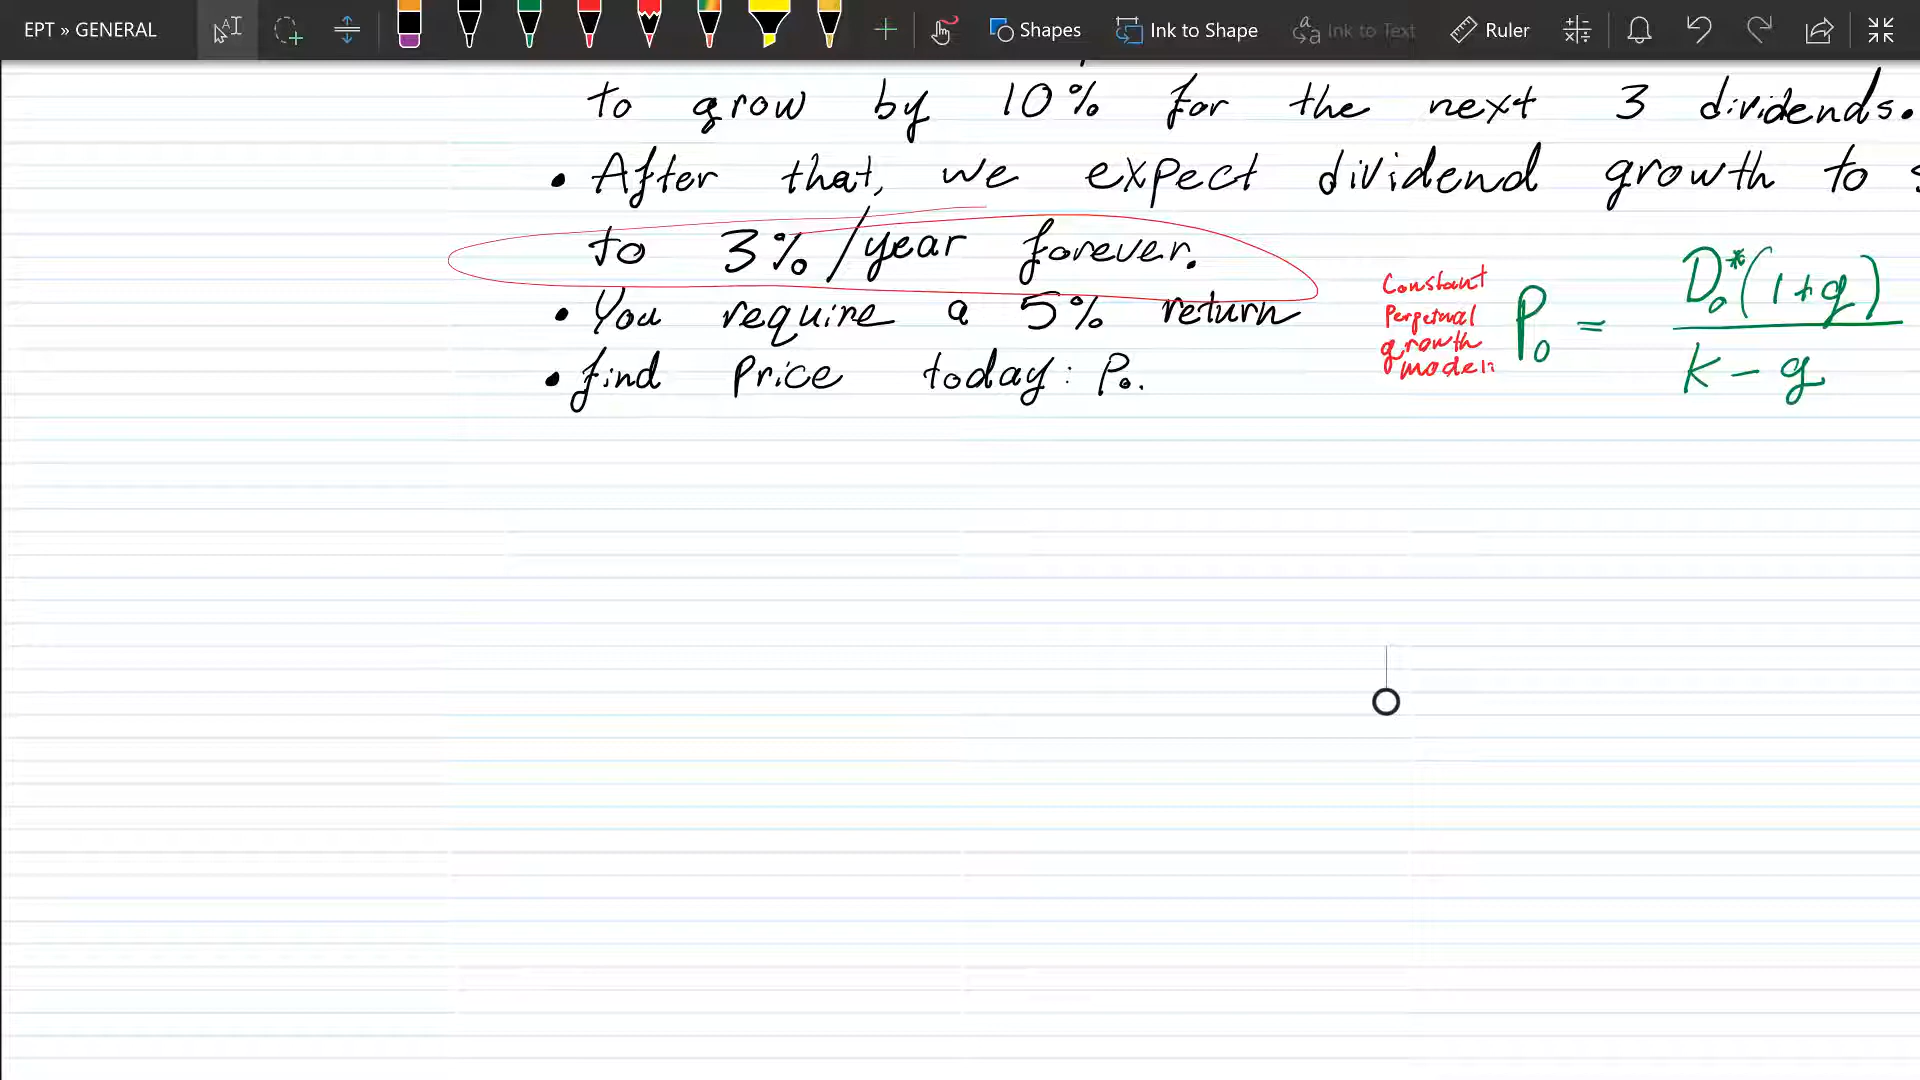 EPT » GENERAL
Shapes
Ink to Shape
Ink to Text
Ruler
to grow by 10% for the next 3 dividends.
• After that, we expect dividend growth to
to 3%/year forever.
• You require a 5% return
• find Price today: P₀.
Constant
Perpetual
growth
model:
P₀ = D₀*(1+g)
k - g